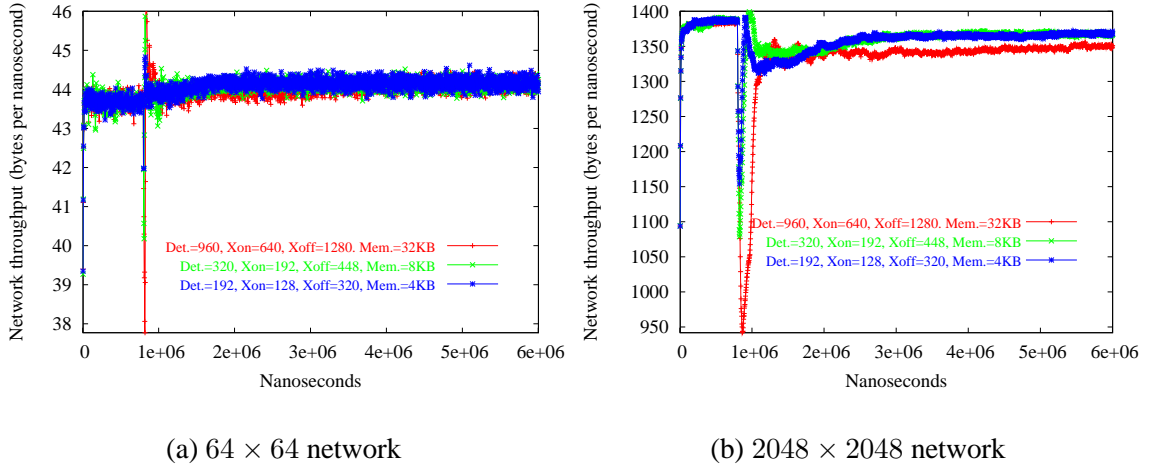 Network throughput (bytes per nanosecond)
46
45
44
43
42
41
40
39
38
Det.=960, Xon=640, Xoff=1280. Mem.=32KB
Det.=320, Xon=192, Xoff=448, Mem.=8KB
Det.=192, Xon=128, Xoff=320, Mem.=4KB
0 1e+06 2e+06 3e+06 4e+06 5e+06 6e+06
Nanoseconds
(a) 64 × 64 network
Network throughput (bytes per nanosecond)
1400
1350
1300
1250
1200
1150
1100
1050
1000
950
Det.=960, Xon=640, Xoff=1280. Mem.=32KB
Det.=320, Xon=192, Xoff=448, Mem.=8KB
Det.=192, Xon=128, Xoff=320, Mem.=4KB
0 1e+06 2e+06 3e+06 4e+06 5e+06 6e+06
Nanoseconds
(b) 2048 × 2048 network